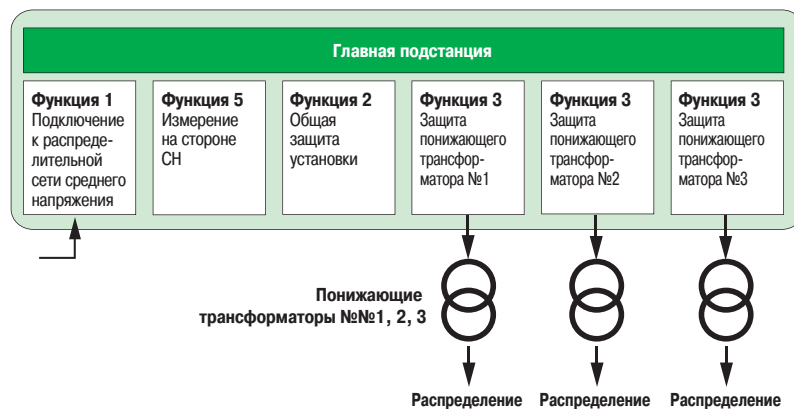 Главная подстанция
Функция 1
Подключение
к распреде-
лительной
сети среднего
напряжения
Функция 5
Измерение
на стороне
СН
Функция 2
Общая
защита
установки
Функция 3
Защита
понижающего
трансфор-
матора №1
Функция 3
Защита
понижающего
трансфор-
матора №2
Функция 3
Защита
понижающего
трансфор-
матора №3
Понижающие
трансформаторы №№1, 2, 3
Распределение
Распределение
Распределение